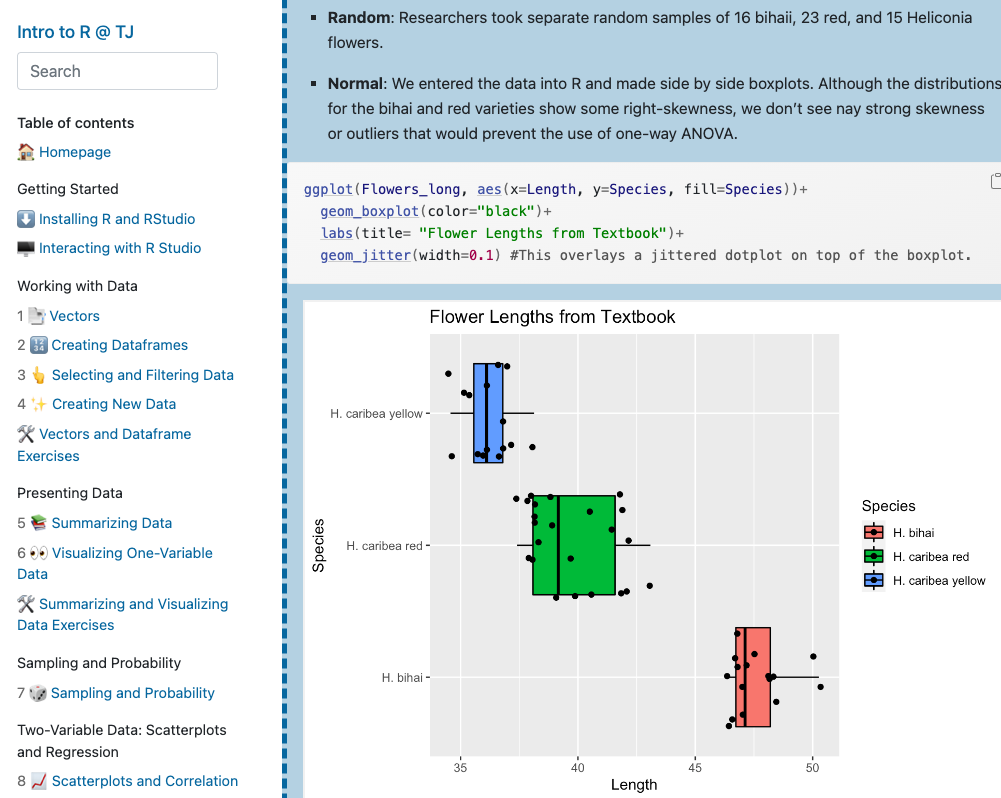 Intro to R @ TJ
Search
Table of contents
Homepage
Getting Started
Installing R and RStudio
Interacting with R Studio
Working with Data
1 Vectors
2 Creating Dataframes
3 Selecting and Filtering Data
4 Creating New Data
Vectors and Dataframe
Exercises
Presenting Data
5 Summarizing Data
6 Visualizing One-Variable
Data
Summarizing and Visualizing
Data Exercises
Sampling and Probability
7 Sampling and Probability
Two-Variable Data: Scatterplots
and Regression
8 Scatterplots and Correlation
Random: Researchers took separate random samples of 16 bihaii, 23 red, and 15 Heliconia
flowers.
Normal: We entered the data into R and made side by side boxplots. Although the distributions
for the bihai and red varieties show some right-skewness, we don’t see nay strong skewness
or outliers that would prevent the use of one-way ANOVA.
ggplot(Flowers_long, aes(x=Length, y=Species, fill=Species))+
geom_boxplot(color="black")+
labs(title= "Flower Lengths from Textbook")+
geom_jitter(width=0.1) #This overlays a jittered dotplot on top of the boxplot.
Flower Lengths from Textbook
Species
H. caribea yellow
H. caribea red
H. bihai
35 40 45 50
Length
Species
H. bihai
H. caribea red
H. caribea yellow